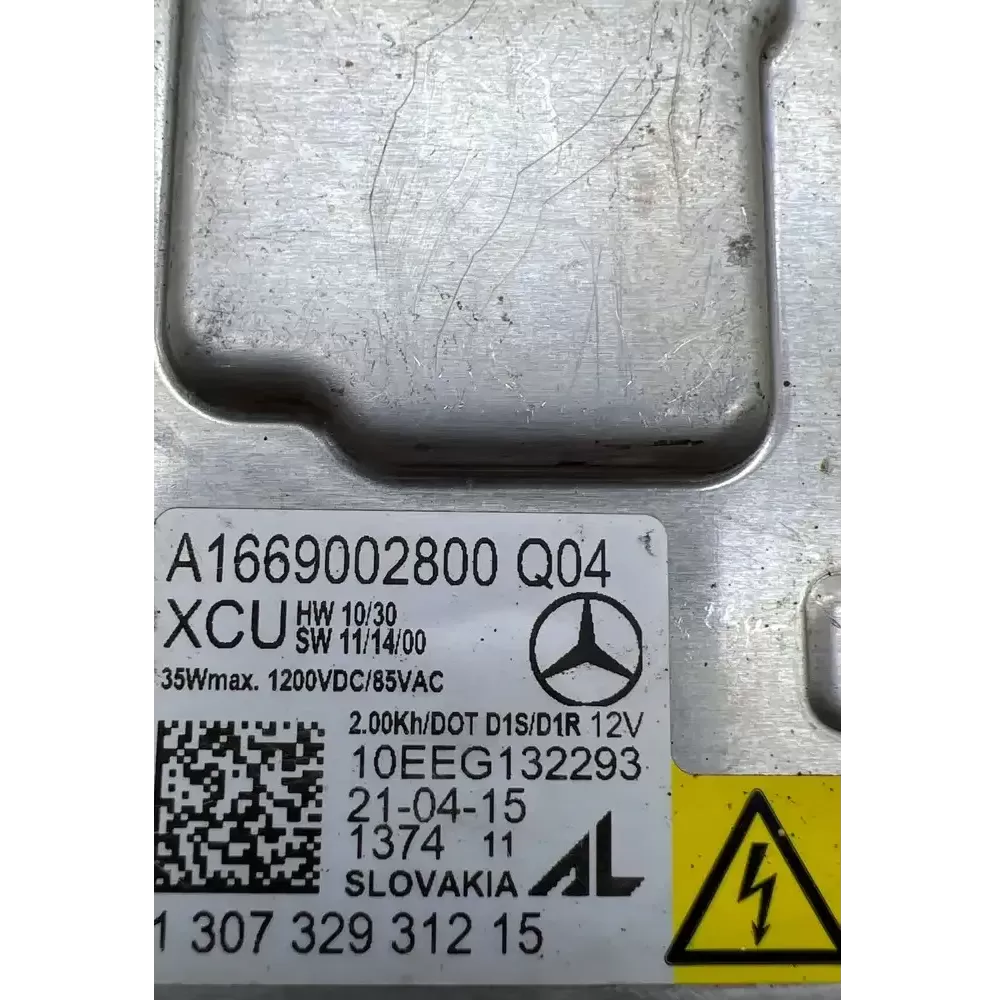 A1669002800 Q04
XCU HW 10/30
SW 11/14/00
35Wmax. 1200VDC/85VAC
2.00Kh/DOT D1S/D1R 12V
10EEG132293
21-04-15
1374 11
SLOVAKIA AL
1 307 329 312 15